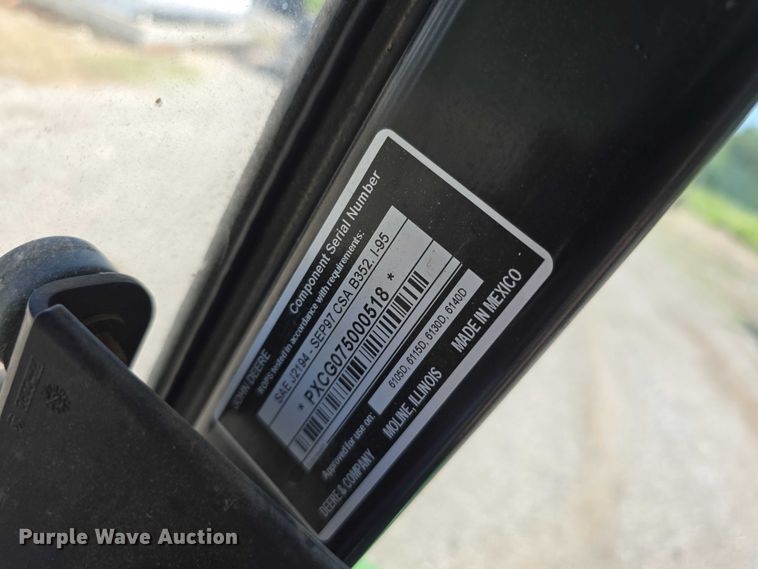 JOHN DEERE
Component Serial Number
ROPS tested in accordance with requirements:
SAE J2194 - SEP97 CSA B352. I-95
* PXCG075000518 *
Approved for use on:
6105D, 6115D, 6130D, 6140D
DEERE & COMPANY MOLINE, ILLINOIS MADE IN MEXICO
Purple Wave Auction